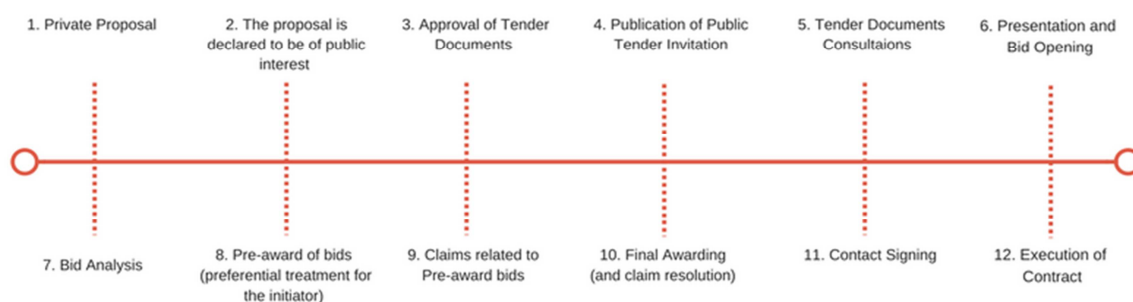 1. Private Proposal
2. The proposal is
declared to be of public
interest
3. Approval of Tender
Documents
4. Publication of Public
Tender Invitation
5. Tender Documents
Consultaions
6. Presentation and
Bid Opening
7. Bid Analysis
8. Pre-award of bids
(preferential treatment for
the initiator)
9. Claims related to
Pre-award bids
10. Final Awarding
(and claim resolution)
11. Contact Signing
12. Execution of
Contract